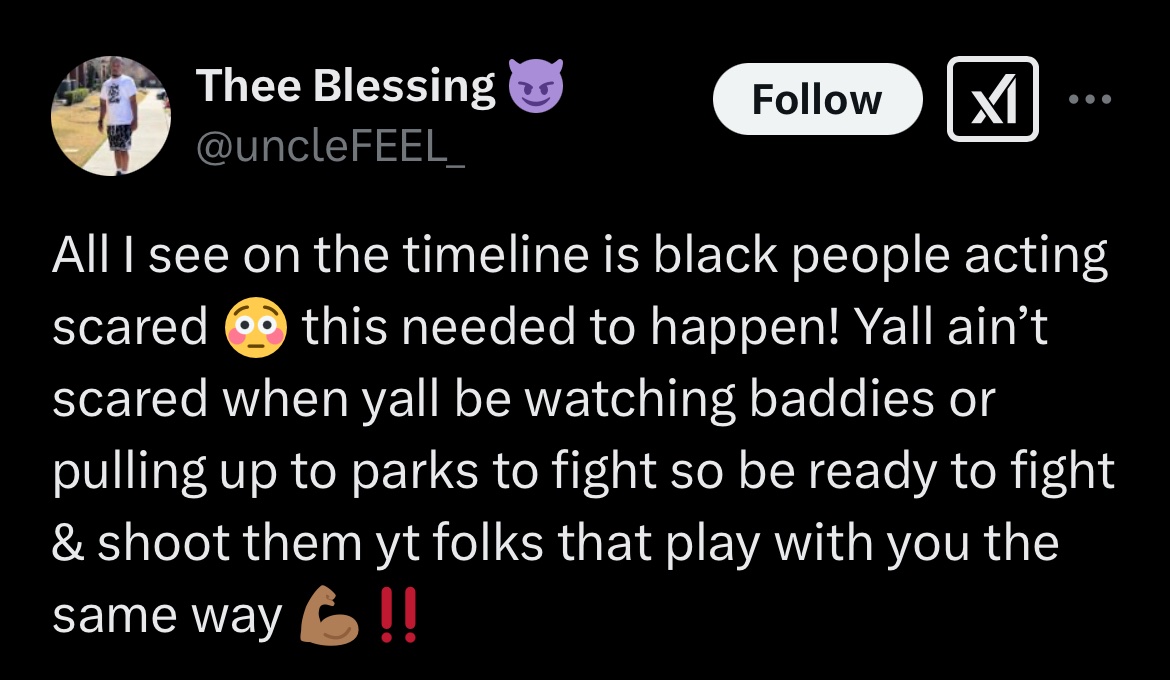 Thee Blessing 😈
@uncleFEEL_
Follow
All I see on the timeline is black people acting
scared 😳 this needed to happen! Yall ain’t
scared when yall be watching baddies or
pulling up to parks to fight so be ready to fight
& shoot them yt folks that play with you the
same way 💪🏽‼️